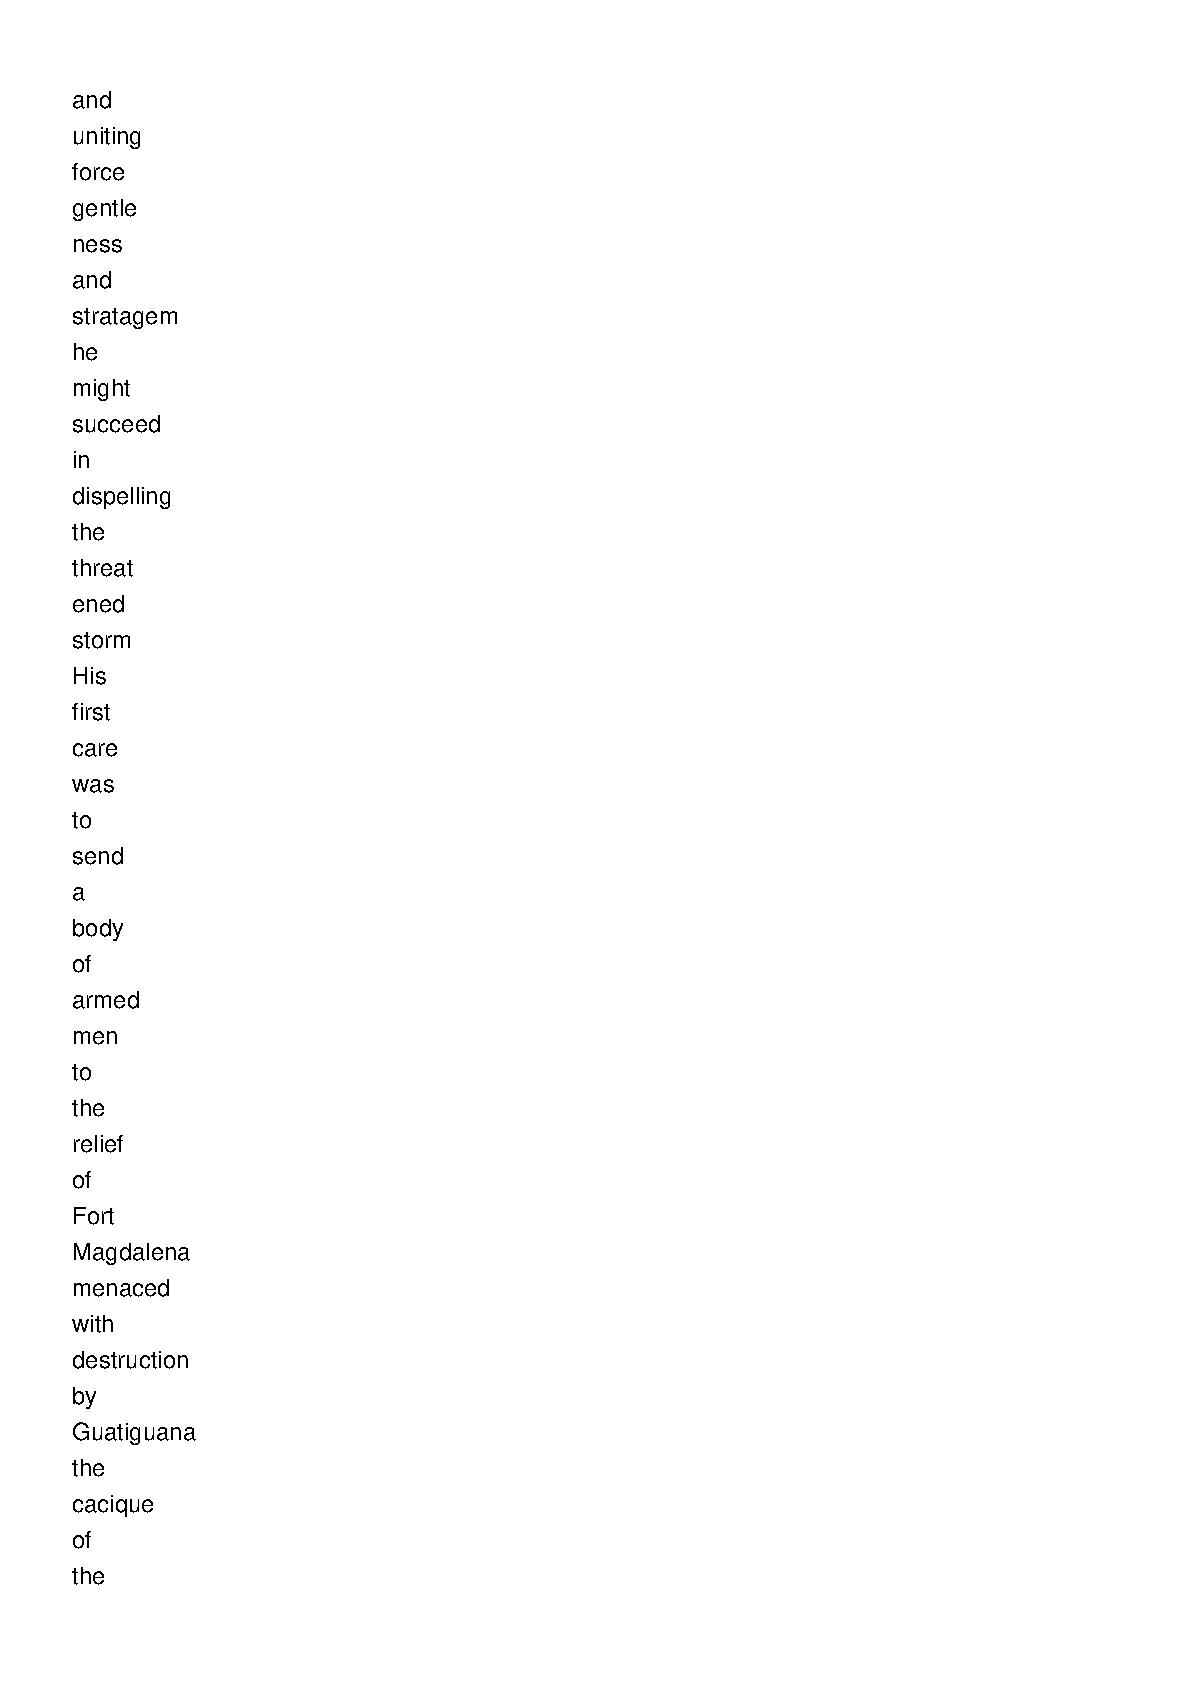 and
uniting
force
gentle
ness
and
stratagem
he
might
succeed
in
dispelling
the
threat
ened
storm
His
first
care
was
to
send
a
body
of
armed
men
to
the
relief
of
Fort
Magdalena
menaced
with
destruction
by
Guatiguana
the
cacique
of
the